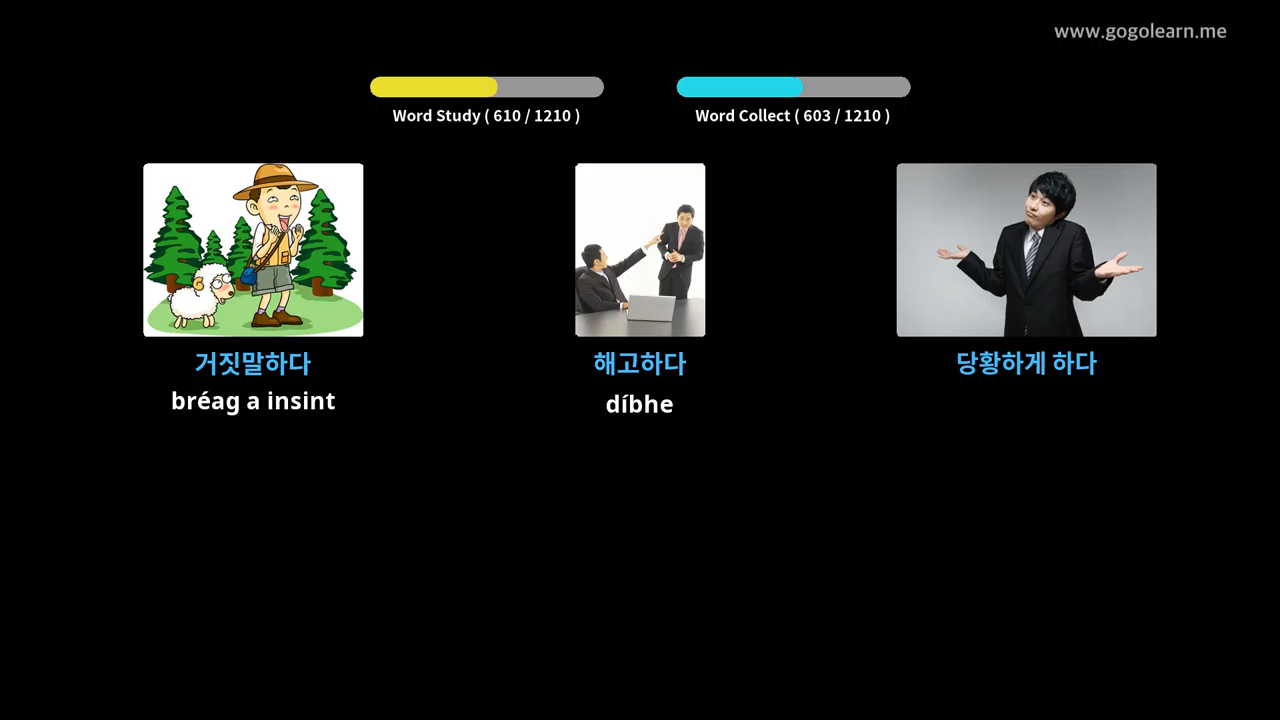 www.gogolearn.me
Word Study ( 610 / 1210 )
Word Collect ( 603 / 1210 )
거짓말하다
bréag a insint
해고하다
díbhe
당황하게 하다